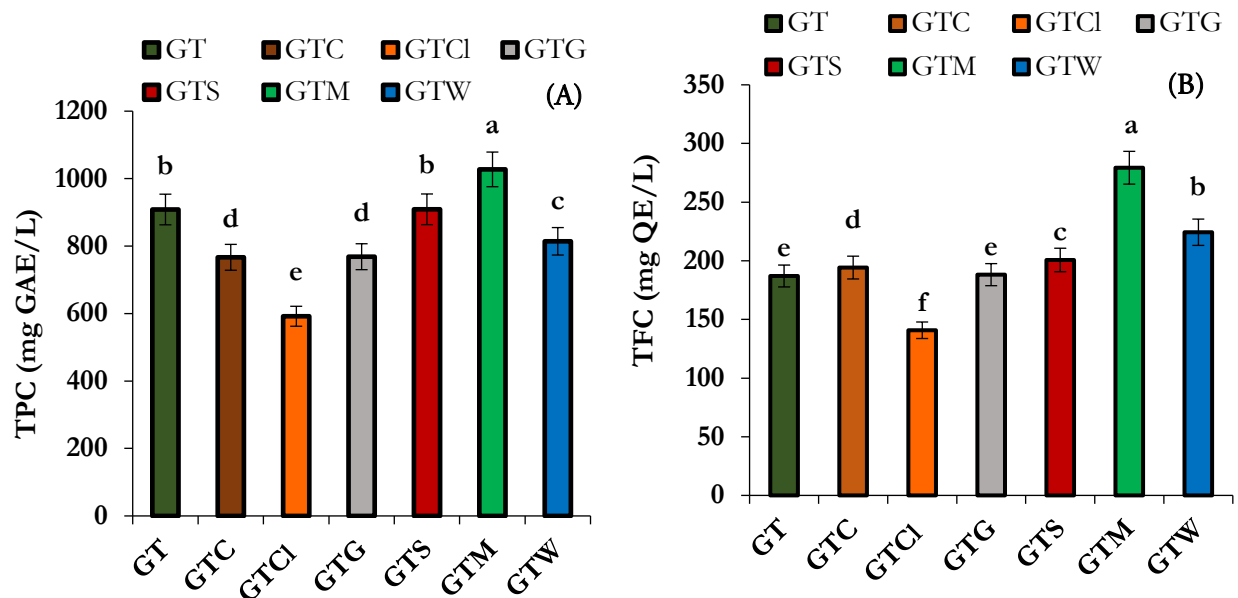 GT GTC GTCl GTG
GTS GTM GTW
(A)
TPC (mg GAE/L)
1200
1000
800
600
400
200
0
b d e d b a c
GT GTC GTCl GTG GTS GTM GTW
GT GTC GTCl GTG
GTS GTM GTW
(B)
TFC (mg QE/L)
350
300
250
200
150
100
50
0
e d f e c a b
GT GTC GTCl GTG GTS GTM GTW